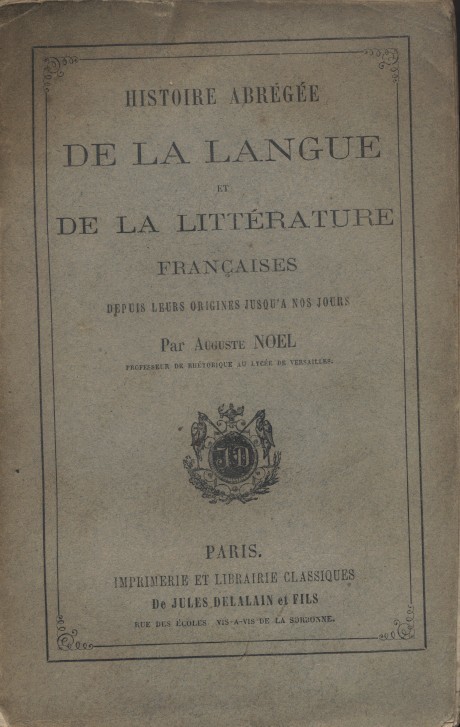 HISTOIRE ABRÉGÉE
DE LA LANGUE
ET
DE LA LITTÉRATURE
FRANÇAISES
DEPUIS LEURS ORIGINES JUSQU'A NOS JOURS
Par AUGUSTE NOEL
PROFESSEUR DE RHÉTORIQUE AU LYCÉE DE VERSAILLES.
JD
PARIS.
IMPRIMERIE ET LIBRAIRIE CLASSIQUES
De JULES DELALAIN et FILS
RUE DES ÉCOLES, VIS-A-VIS DE LA SORBONNE.